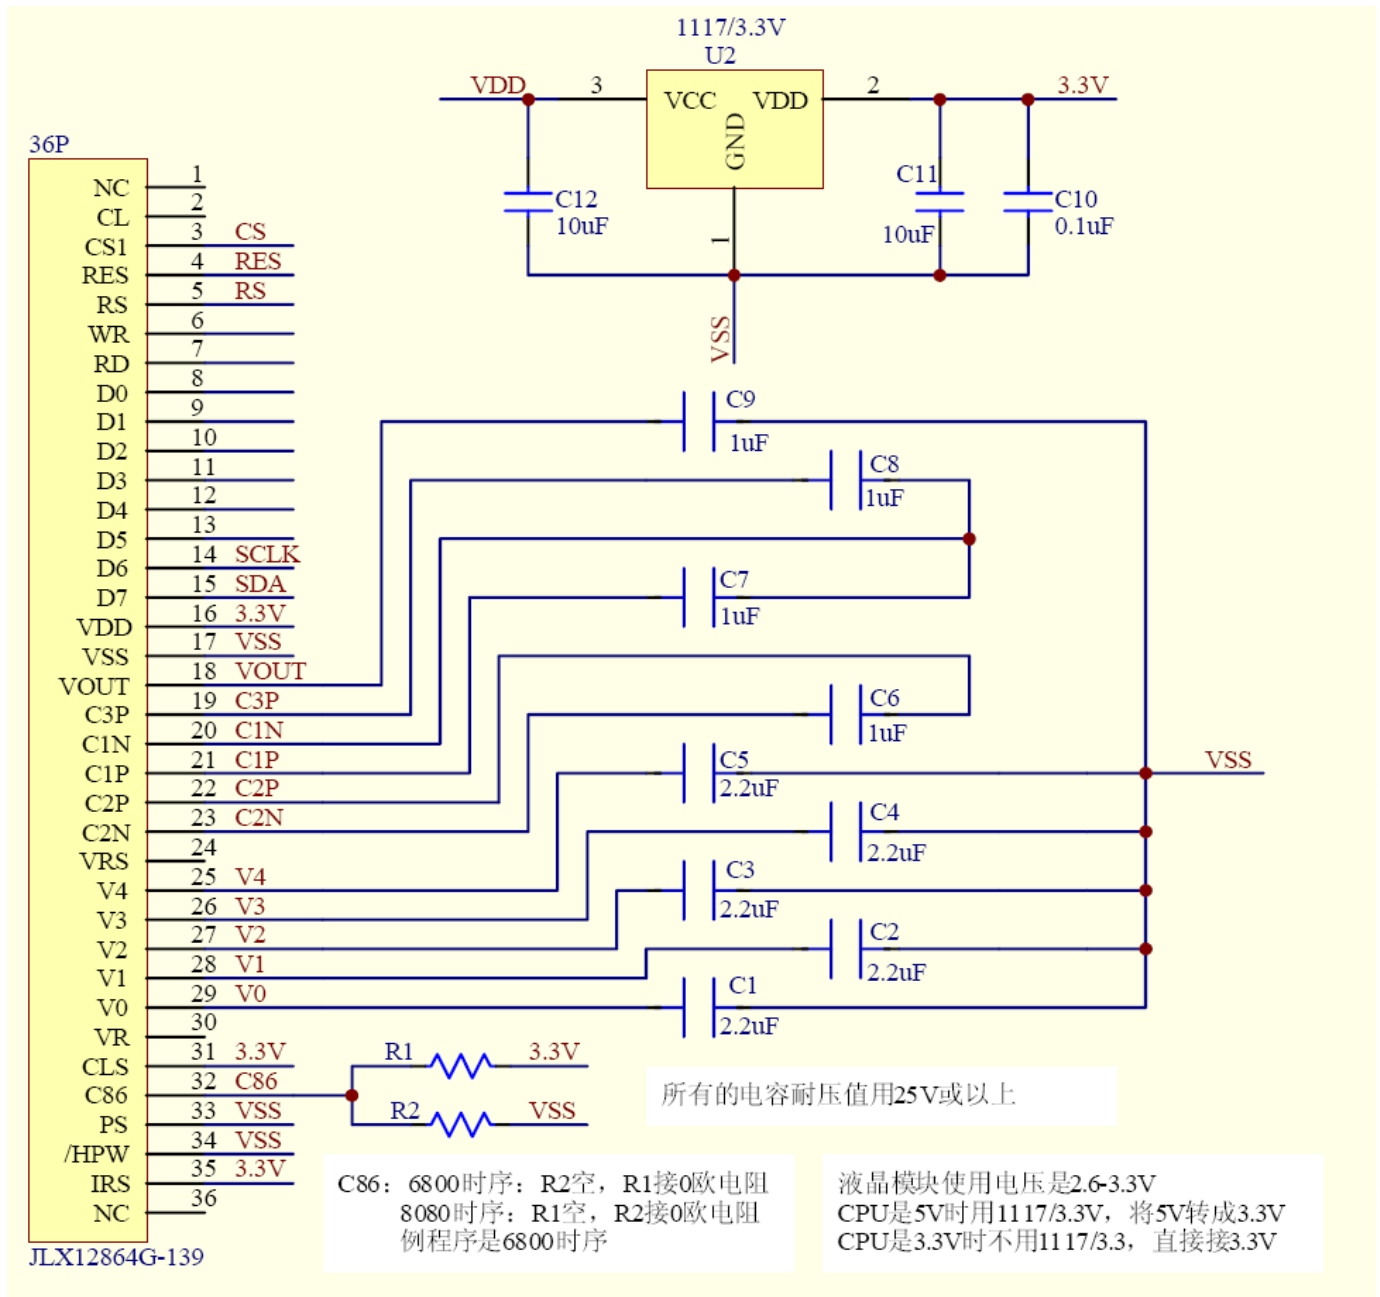 1117/3.3V
U2
VDD
3
VCC
VDD
GND
2
3.3V
1
VSS
C12
10uF
C11
10uF
C10
0.1uF
36P
NC 1
CL 2
CS1 3 CS
RES 4 RES
RS 5 RS
WR 6
RD 7
D0 8
D1 9
D2 10
D3 11
D4 12
D5 13
D6 14 SCLK
D7 15 SDA
VDD 16 3.3V
VSS 17 VSS
VOUT 18 VOUT
C3P 19 C3P
C1N 20 C1N
C1P 21 C1P
C2P 22 C2P
C2N 23 C2N
VRS 24
V4 25 V4
V3 26 V3
V2 27 V2
V1 28 V1
V0 29 V0
VR 30
CLS 31 3.3V
C86 32 C86
PS 33 VSS
/HPW 34 VSS
IRS 35 3.3V
NC 36
JLX12864G-139
C9
1uF
C8
1uF
C7
1uF
C6
1uF
C5
2.2uF
VSS
C4
2.2uF
C3
2.2uF
C2
2.2uF
C1
2.2uF
R1 3.3V
R2 VSS
所有的电容耐压值用25V或以上
C86：6800时序：R2空，R1接0欧电阻
8080时序：R1空，R2接0欧电阻
例程序是6800时序
液晶模块使用电压是2.6-3.3V
CPU是5V时用1117/3.3V，将5V转成3.3V
CPU是3.3V时不用1117/3.3，直接接3.3V